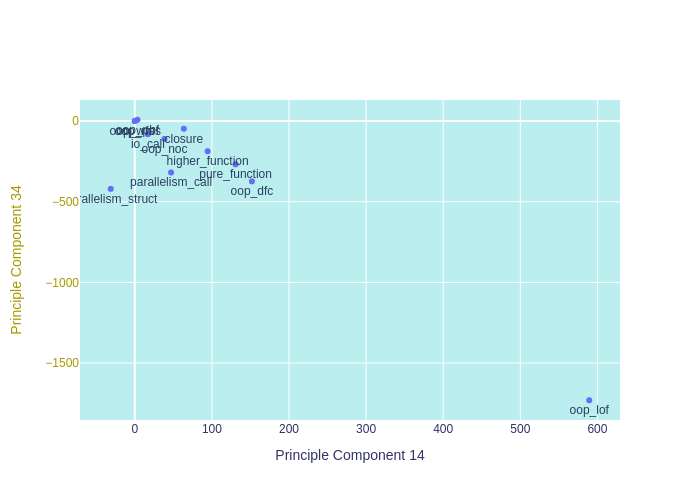 0
−500
−1000
−1500
Principle Component 34
closure
io_call
oop_noc
higher_function
pure_function
parallelism_call
oop_dfc
allelism_struct
oop_lof
0
100
200
300
400
500
600
Principle Component 14